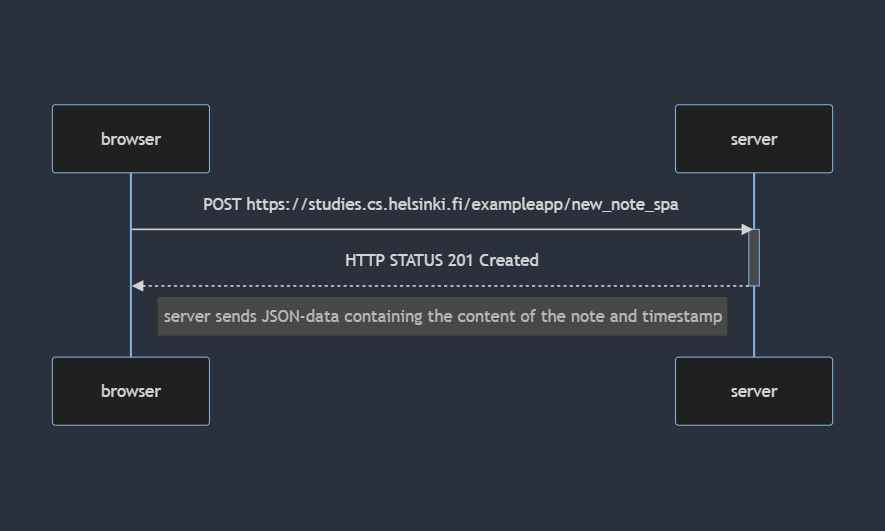 browser
server
POST https://studies.cs.helsinki.fi/exampleapp/new_note_spa
HTTP STATUS 201 Created
server sends JSON-data containing the content of the note and timestamp
browser
server